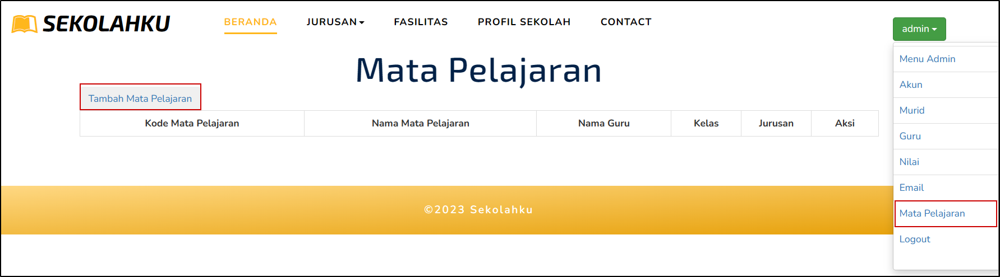 SEKOLAHKU
BERANDA JURUSAN FASILITAS PROFIL SEKOLAH CONTACT
admin
Menu Admin
Akun
Murid
Guru
Nilai
Email
Mata Pelajaran
Logout
Mata Pelajaran
Tambah Mata Pelajaran
Kode Mata Pelajaran Nama Mata Pelajaran Nama Guru Kelas Jurusan Aksi
©2023 Sekolahku